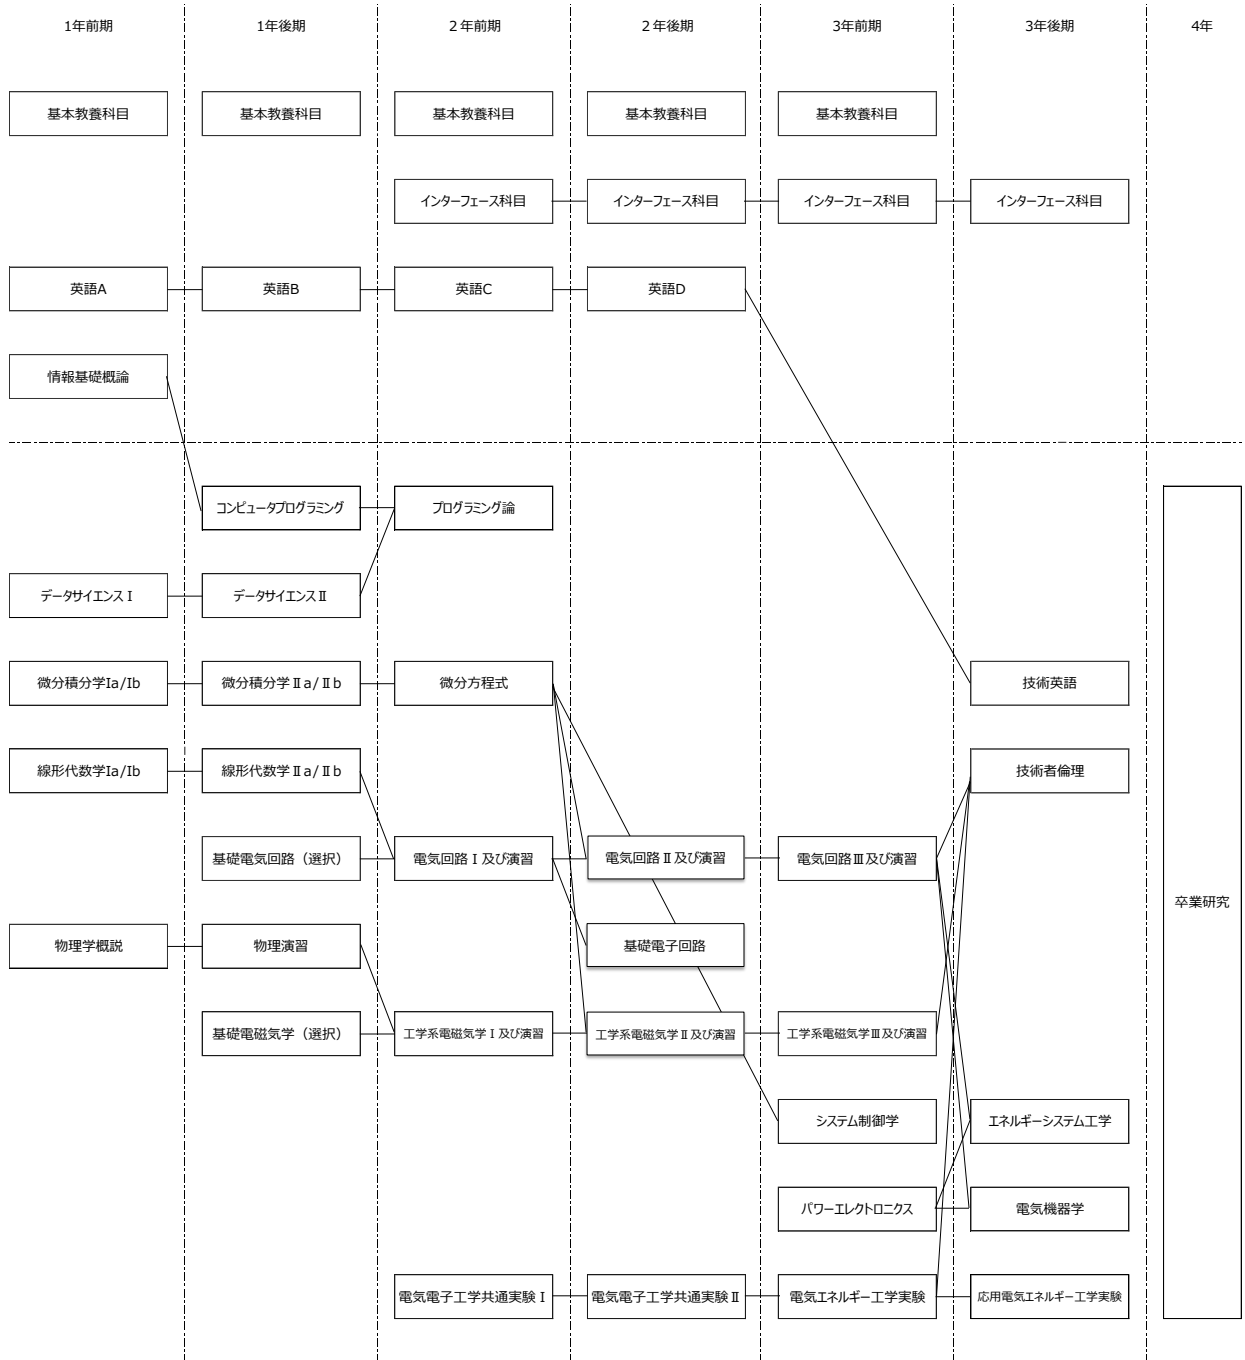 1年前期
1年後期
２年前期
２年後期
3年前期
3年後期
4年
基本教養科目
基本教養科目
基本教養科目
基本教養科目
基本教養科目
インターフェース科目
インターフェース科目
インターフェース科目
インターフェース科目
英語A
英語B
英語C
英語D
情報基礎概論
コンピュータプログラミング
プログラミング論
データサイエンスⅠ
データサイエンスⅡ
微分積分学Ia/Ib
微分積分学Ⅱa/Ⅱb
微分方程式
技術英語
線形代数学Ia/Ib
線形代数学Ⅱa/Ⅱb
技術者倫理
基礎電気回路（選択）
電気回路Ⅰ及び演習
電気回路Ⅱ及び演習
電気回路Ⅲ及び演習
卒業研究
物理学概説
物理演習
基礎電子回路
基礎電磁気学（選択）
工学系電磁気学Ⅰ及び演習
工学系電磁気学Ⅱ及び演習
工学系電磁気学Ⅲ及び演習
システム制御学
エネルギーシステム工学
パワーエレクトロニクス
電気機器学
電気電子工学共通実験Ⅰ
電気電子工学共通実験Ⅱ
電気エネルギー工学実験
応用電気エネルギー工学実験